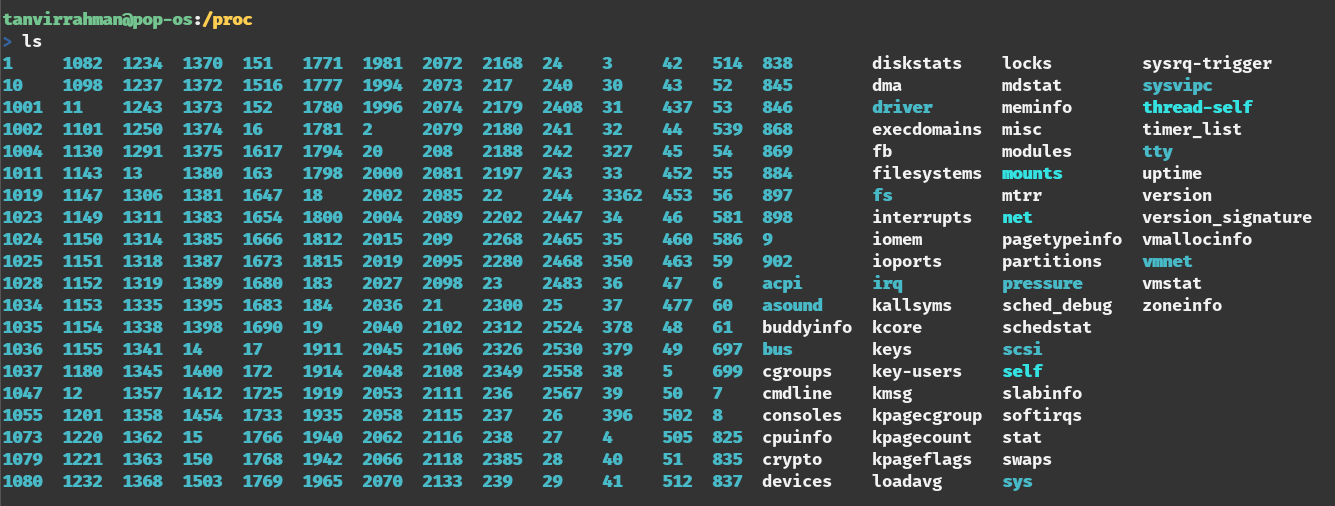 tanvirrahman@pop-os:/proc
> ls
1 1082 1234 1370 151 1771 1981 2072 2168 24 3 42 514 838 diskstats locks sysrq-trigger
10 1098 1237 1372 1516 1777 1994 2073 217 240 30 43 52 845 dma mdstat sysvipc
1001 11 1243 1373 152 1780 1996 2074 2179 2408 31 437 53 846 driver meminfo thread-self
1002 1101 1250 1374 16 1781 2 2079 2180 241 32 44 539 868 execdomains misc timer_list
1004 1130 1291 1375 1617 1794 20 208 2188 242 327 45 54 869 fb modules tty
1011 1143 13 1380 163 1798 2000 2081 2197 243 33 452 55 884 filesystems mounts uptime
1019 1147 1306 1381 1647 18 2002 2085 22 244 3362 453 56 897 fs mtrr version
1023 1149 1311 1383 1654 1800 2004 2089 2202 2447 34 46 581 898 interrupts net version_signature
1024 1150 1314 1385 1666 1812 2015 209 2268 2465 35 460 586 9 iomem pagetypeinfo vmallocinfo
1025 1151 1318 1387 1673 1815 2019 2095 2280 2468 350 463 59 902 ioports partitions vmnet
1028 1152 1319 1389 1680 183 2027 2098 23 2483 36 47 6 acpi irq pressure vmstat
1034 1153 1335 1395 1683 184 2036 21 2300 25 37 477 60 asound kallsyms sched_debug zoneinfo
1035 1154 1338 1398 1690 19 2040 2102 2312 2524 378 48 61 buddyinfo kcore schedstat
1036 1155 1341 14 17 1911 2045 2106 2326 2530 379 49 697 bus keys scsi
1037 1180 1345 1400 172 1914 2048 2108 2349 2558 38 5 699 cgroups key-users self
1047 12 1357 1412 1725 1919 2053 2111 236 2567 39 50 7 cmdline kmsg slabinfo
1055 1201 1358 1454 1733 1935 2058 2115 237 26 396 502 8 consoles kpagecgroup softirqs
1073 1220 1362 15 1766 1940 2062 2116 238 27 4 505 825 cpuinfo kpagecount stat
1079 1221 1363 150 1768 1942 2066 2118 2385 28 40 51 835 crypto kpageflags swaps
1080 1232 1368 1503 1769 1965 2070 2133 239 29 41 512 837 devices loadavg sys